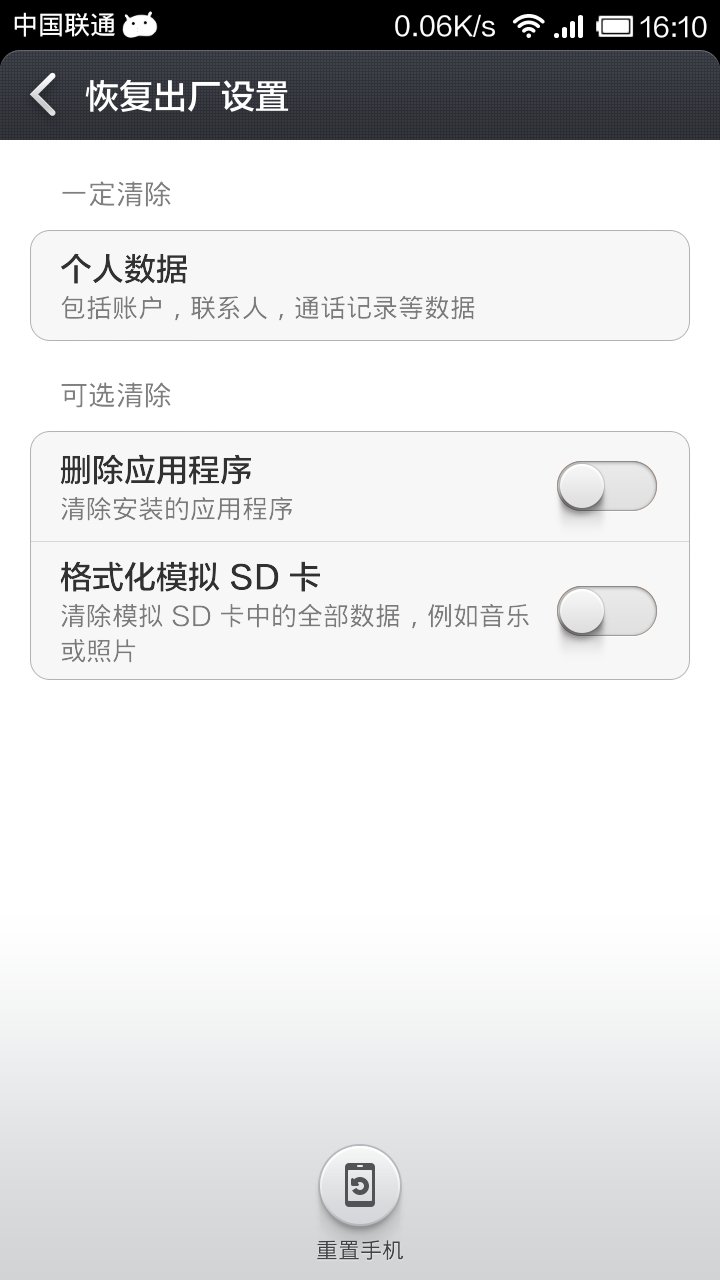 中国联通 0.06K/s 16:10
恢复出厂设置
一定清除
个人数据
包括账户，联系人，通话记录等数据
可选清除
删除应用程序
清除安装的应用程序
格式化模拟 SD 卡
清除模拟 SD 卡中的全部数据，例如音乐
或照片
重置手机